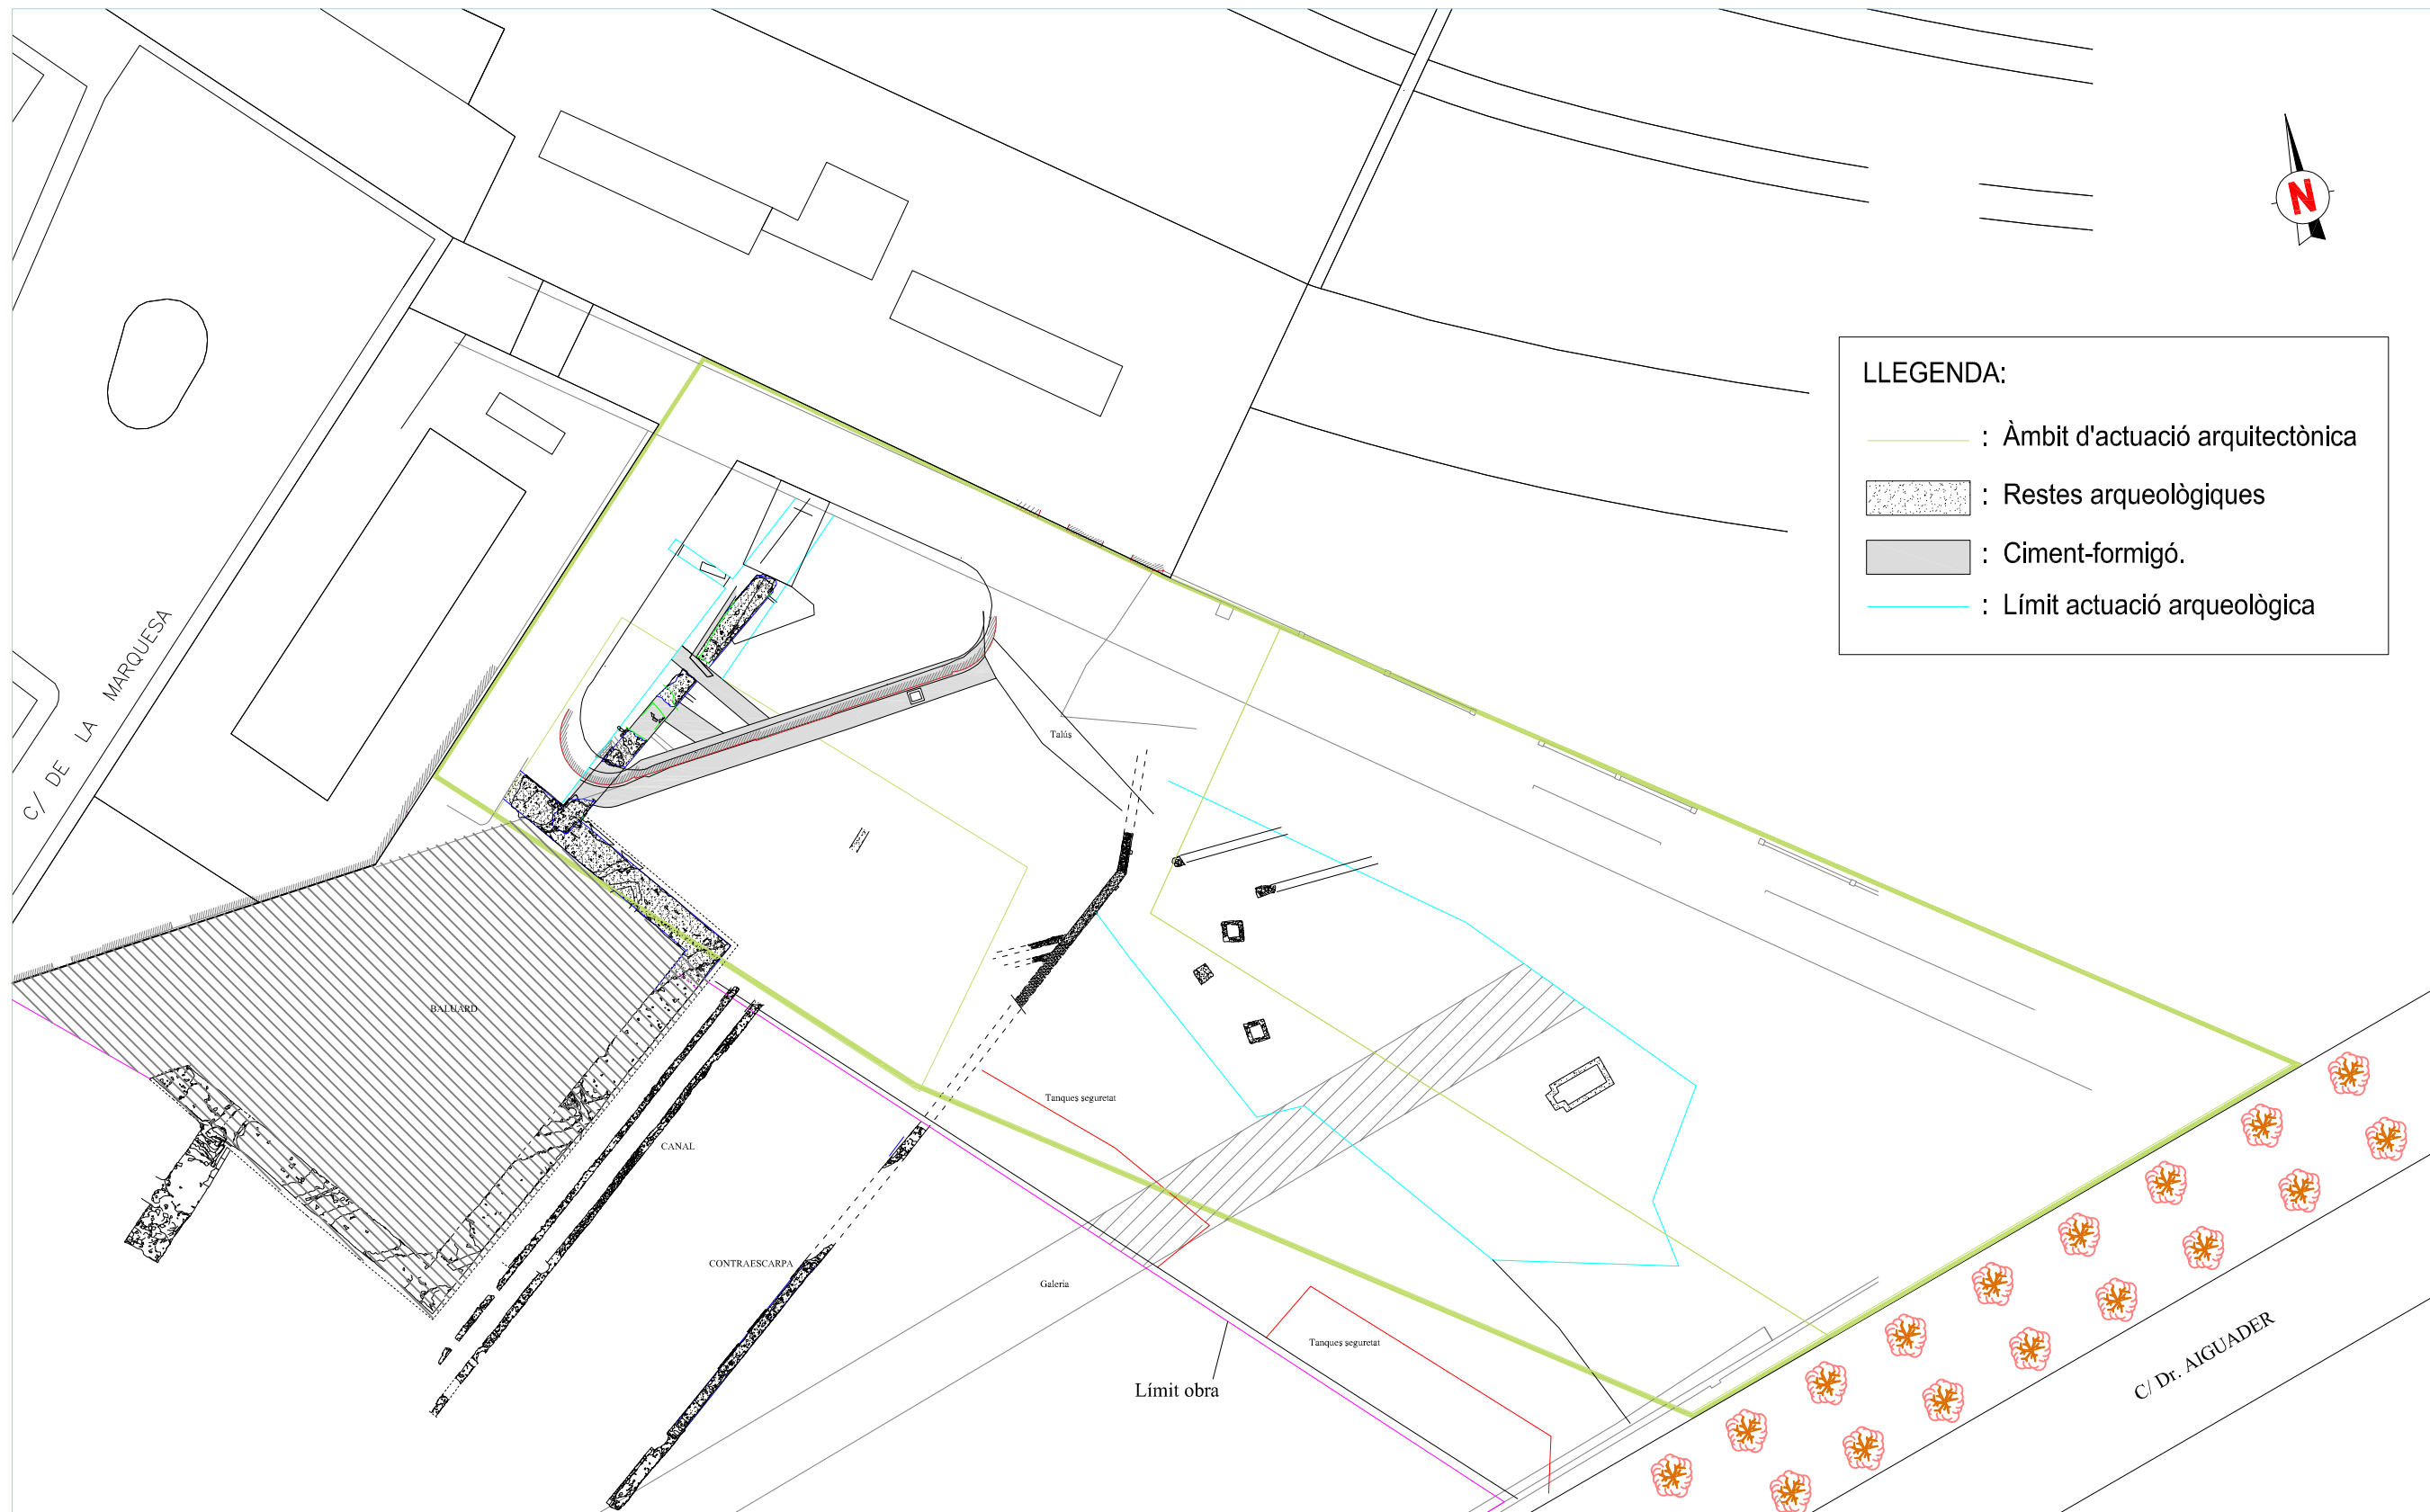 N
LLEGENDA:
: Àmbit d'actuació arquitectònica
: Restes arqueològiques
: Ciment-formigó.
: Límit actuació arqueològica
C/ DE LA MARQUESA
Talús
BALUARD
CANAL
CONTRAESCARPA
Tanques seguretat
Galeria
Tanques seguretat
Límit obra
C/ Dr. AIGUADER